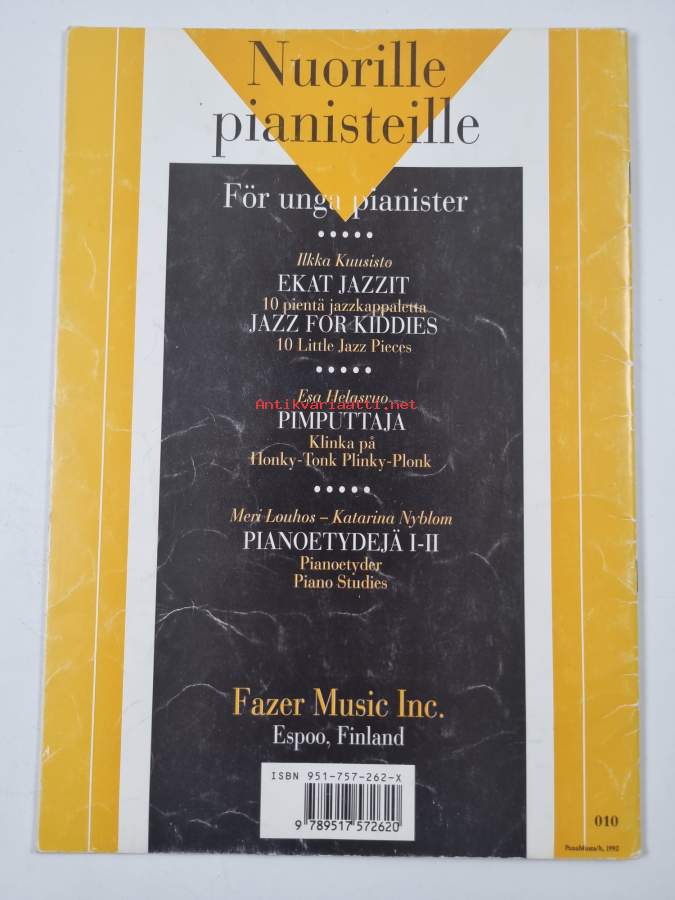 Nuorille
pianisteille
För unga pianister
Ilkka Kuusisto
EKAT JAZZIT
10 pientä jazzkappaletta
JAZZ FOR KIDDIES
10 Little Jazz Pieces
Esa Helasvuo
Antikvariaatti.net
PIMPUTTAJA
Klinka på
Honky-Tonk Plinky-Plonk
Meri Louhos – Katarina Nyblom
PIANOETYDEJÄ I-II
Pianoetyder
Piano Studies
Fazer Music Inc.
Espoo, Finland
ISBN 951-757-262-X
9 789517 572620
010
1992